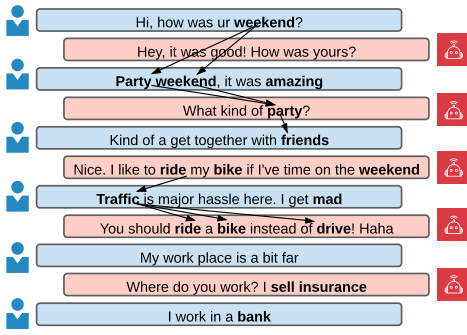 Hi, how was ur weekend?
Hey, it was good! How was yours?
Party weekend, it was amazing
What kind of party?
Kind of a get together with friends
Nice. I like to ride my bike if I've time on the weekend
Traffic is major hassle here. I get mad
You should ride a bike instead of drive! Haha
My work place is a bit far
Where do you work? I sell insurance
I work in a bank